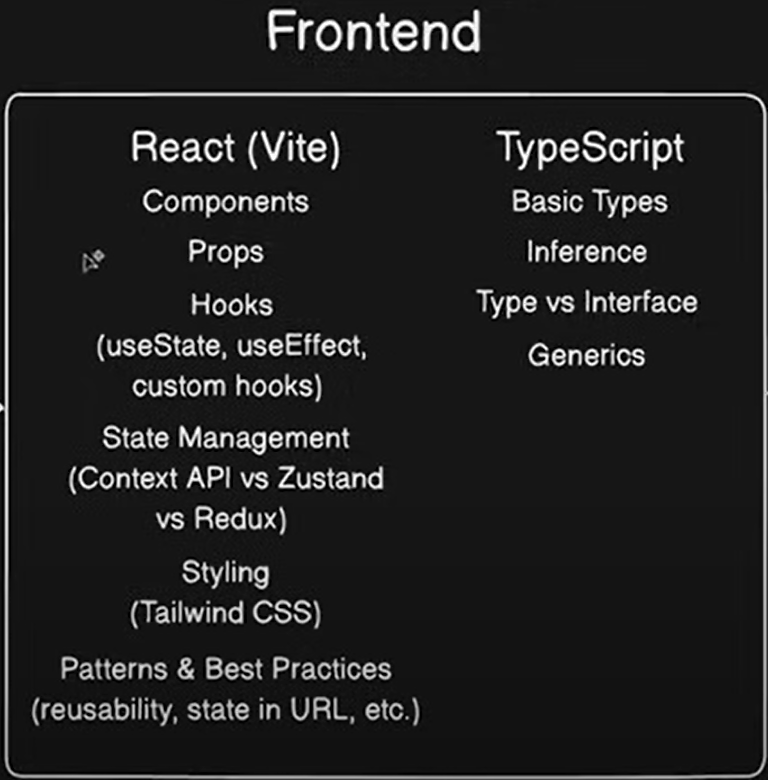 Frontend
React (Vite)
Components
Props
Hooks
(useState, useEffect,
custom hooks)
State Management
(Context API vs Zustand
vs Redux)
Styling
(Tailwind CSS)
Patterns & Best Practices
(reusability, state in URL, etc.)
TypeScript
Basic Types
Inference
Type vs Interface
Generics